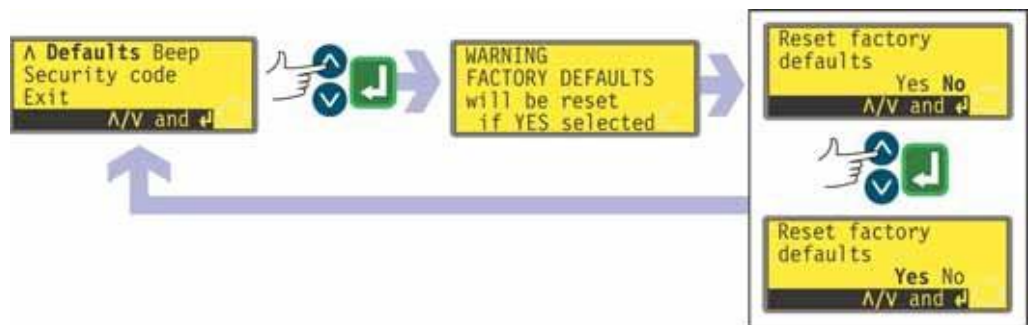 ∧ Defaults Beep
Security code
Exit
∧/∨ and ↵
WARNING
FACTORY DEFAULTS
will be reset
if YES selected
Reset factory
defaults
Yes No
∧/∨ and ↵
Reset factory
defaults
Yes No
∧/∨ and ↵